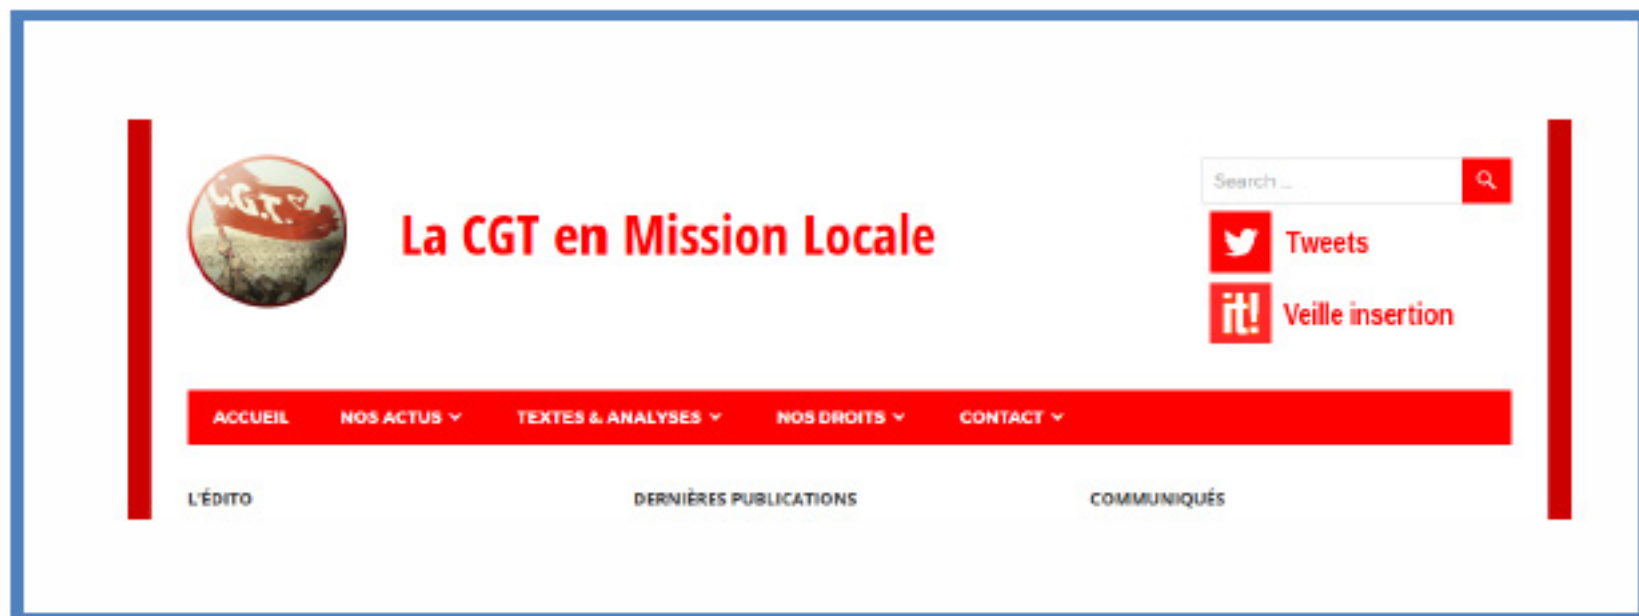 C.G.T.
La CGT en Mission Locale
Search ...
Tweets
it!
Veille insertion
ACCUEIL NOS ACTUS TEXTES & ANALYSES NOS DROITS CONTACT
L'ÉDITO DERNIÈRES PUBLICATIONS COMMUNIQUÉS